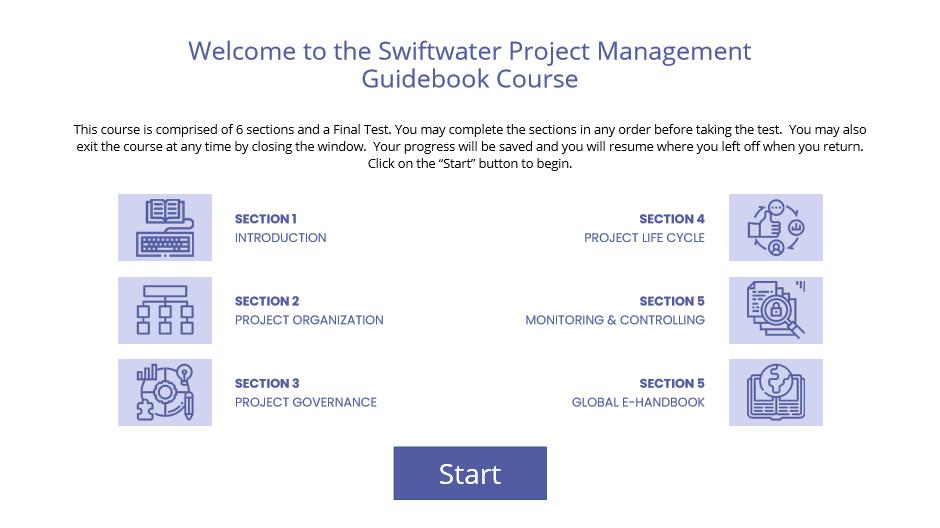 Welcome to the Swiftwater Project Management
Guidebook Course
This course is comprised of 6 sections and a Final Test. You may complete the sections in any order before taking the test.  You may also
exit the course at any time by closing the window.  Your progress will be saved and you will resume where you left off when you return.
Click on the “Start” button to begin.
SECTION 1
INTRODUCTION
SECTION 2
PROJECT ORGANIZATION
SECTION 3
PROJECT GOVERNANCE
SECTION 4
PROJECT LIFE CYCLE
SECTION 5
MONITORING & CONTROLLING
SECTION 5
GLOBAL E-HANDBOOK
Start